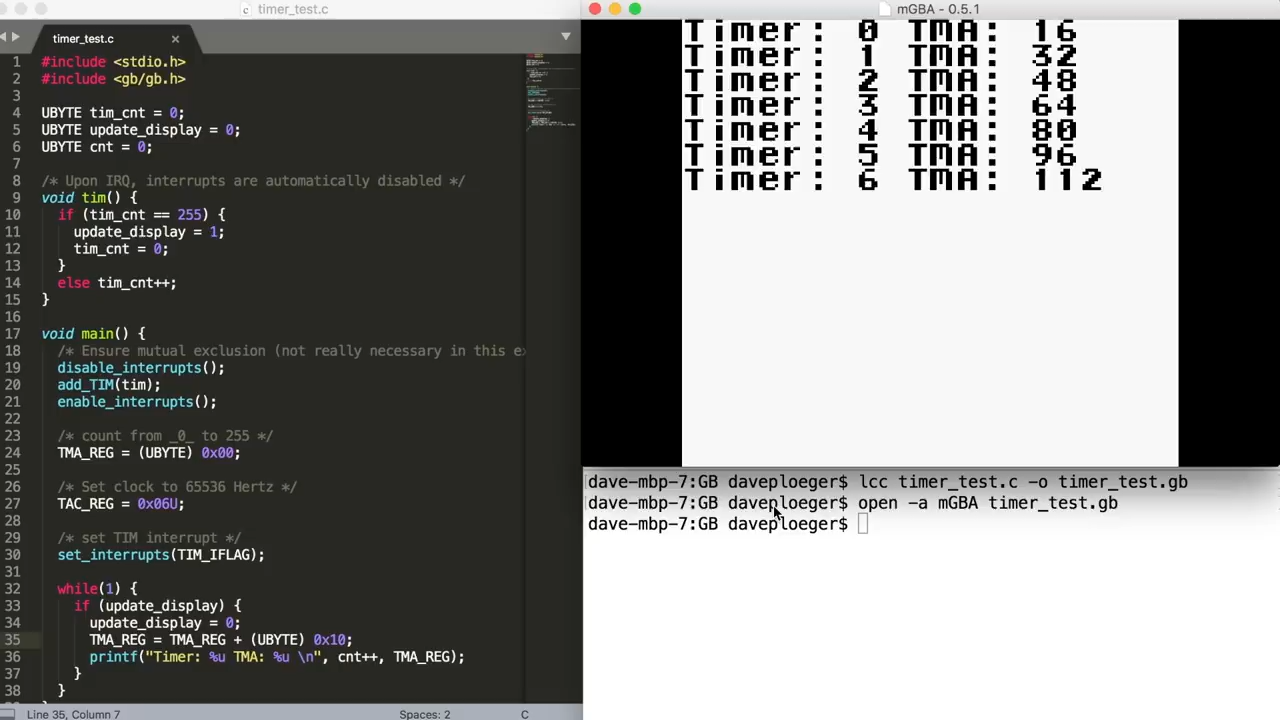 timer_test.c
timer_test.c ×
1 #include <stdio.h>
2 #include <gb/gb.h>
3
4 UBYTE tim_cnt = 0;
5 UBYTE update_display = 0;
6 UBYTE cnt = 0;
7
8 /* Upon IRQ, interrupts are automatically disabled */
9 void tim() {
10 if (tim_cnt == 255) {
11 update_display = 1;
12 tim_cnt = 0;
13 }
14 else tim_cnt++;
15 }
16
17 void main() {
18 /* Ensure mutual exclusion (not really necessary in this ex
19 disable_interrupts();
20 add_TIM(tim);
21 enable_interrupts();
22
23 /* count from _0_ to 255 */
24 TMA_REG = (UBYTE) 0x00;
25
26 /* Set clock to 65536 Hertz */
27 TAC_REG = 0x06U;
28
29 /* set TIM interrupt */
30 set_interrupts(TIM_IFLAG);
31
32 while(1) {
33 if (update_display) {
34 update_display = 0;
35 TMA_REG = TMA_REG + (UBYTE) 0x10;
36 printf("Timer: %u TMA: %u \n", cnt++, TMA_REG);
37 }
38 }
Line 35, Column 7 Spaces: 2 C
mGBA - 0.5.1
Timer: 0 TMA: 16
Timer: 1 TMA: 32
Timer: 2 TMA: 48
Timer: 3 TMA: 64
Timer: 4 TMA: 80
Timer: 5 TMA: 96
Timer: 6 TMA: 112
[dave-mbp-7:GB daveploeger$ lcc timer_test.c -o timer_test.gb
[dave-mbp-7:GB daveploeger$ open -a mGBA timer_test.gb
dave-mbp-7:GB daveploeger$